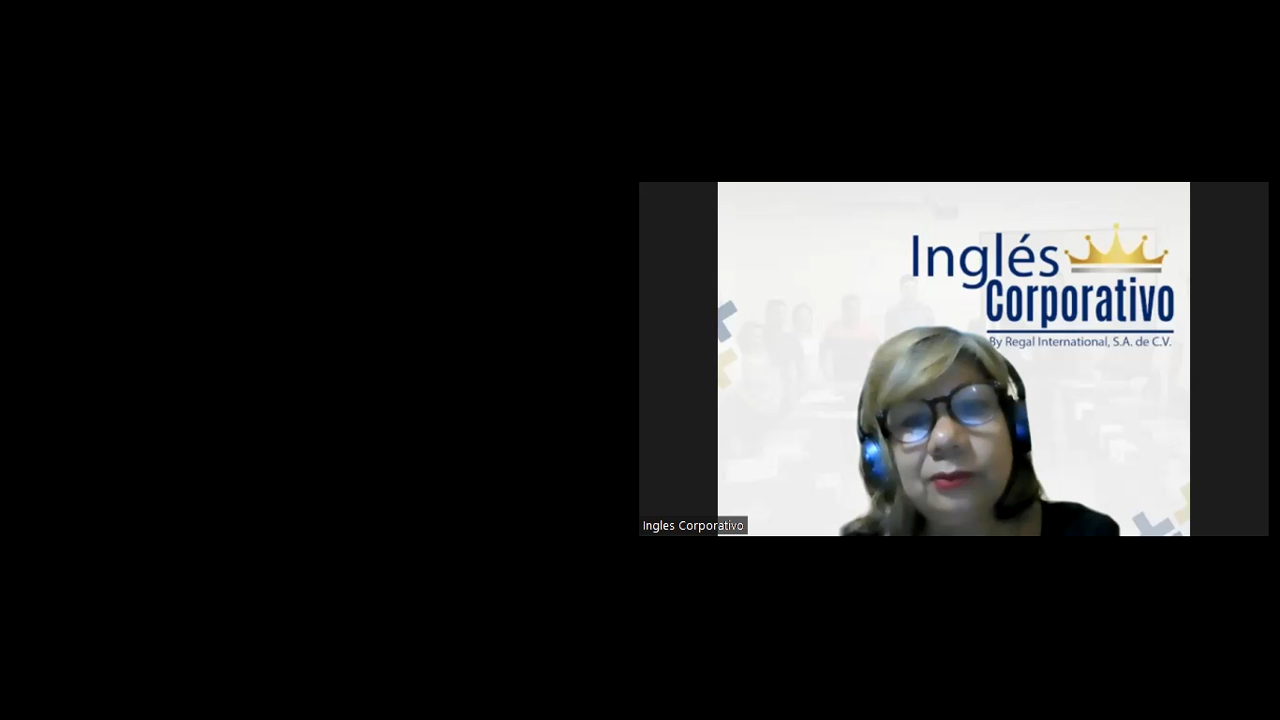 Inglés
Corporativo
By Regal International, S.A. de C.V.
Ingles Corporativo